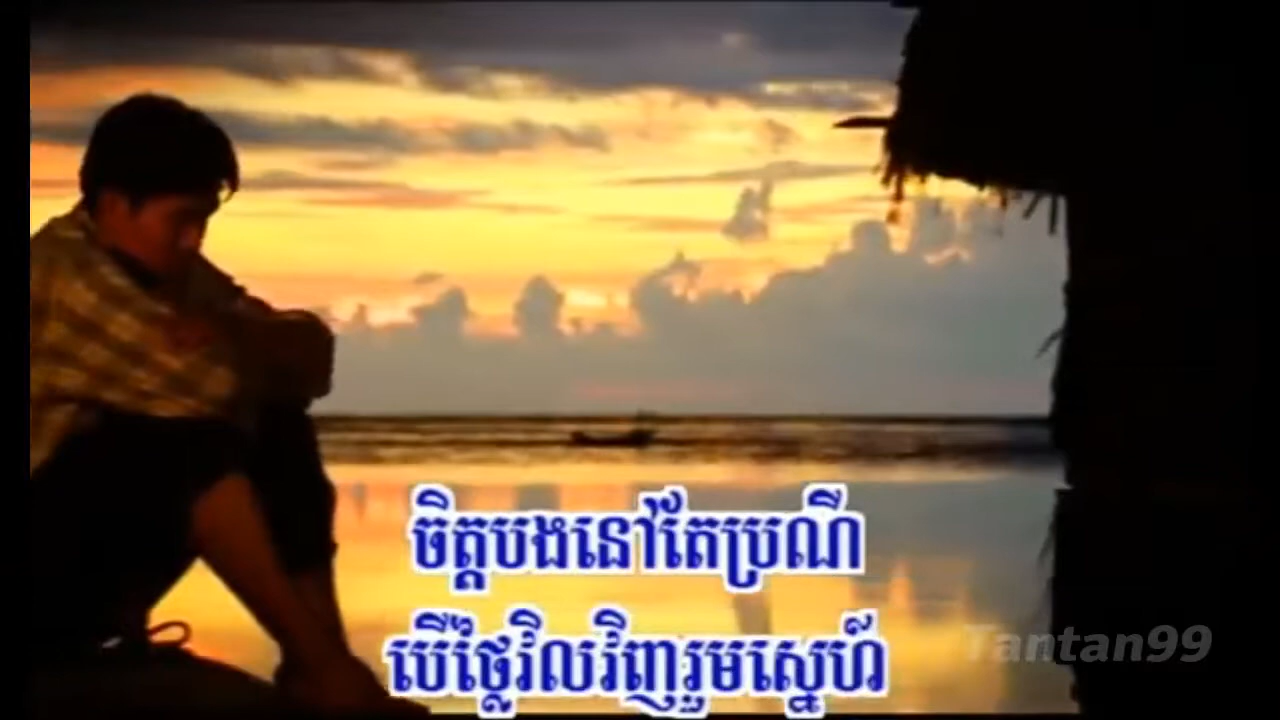 ចិត្តបងនៅតែប្រណី
បើថ្លៃវិលវិញរួមស្នេហ៍
Tantan99